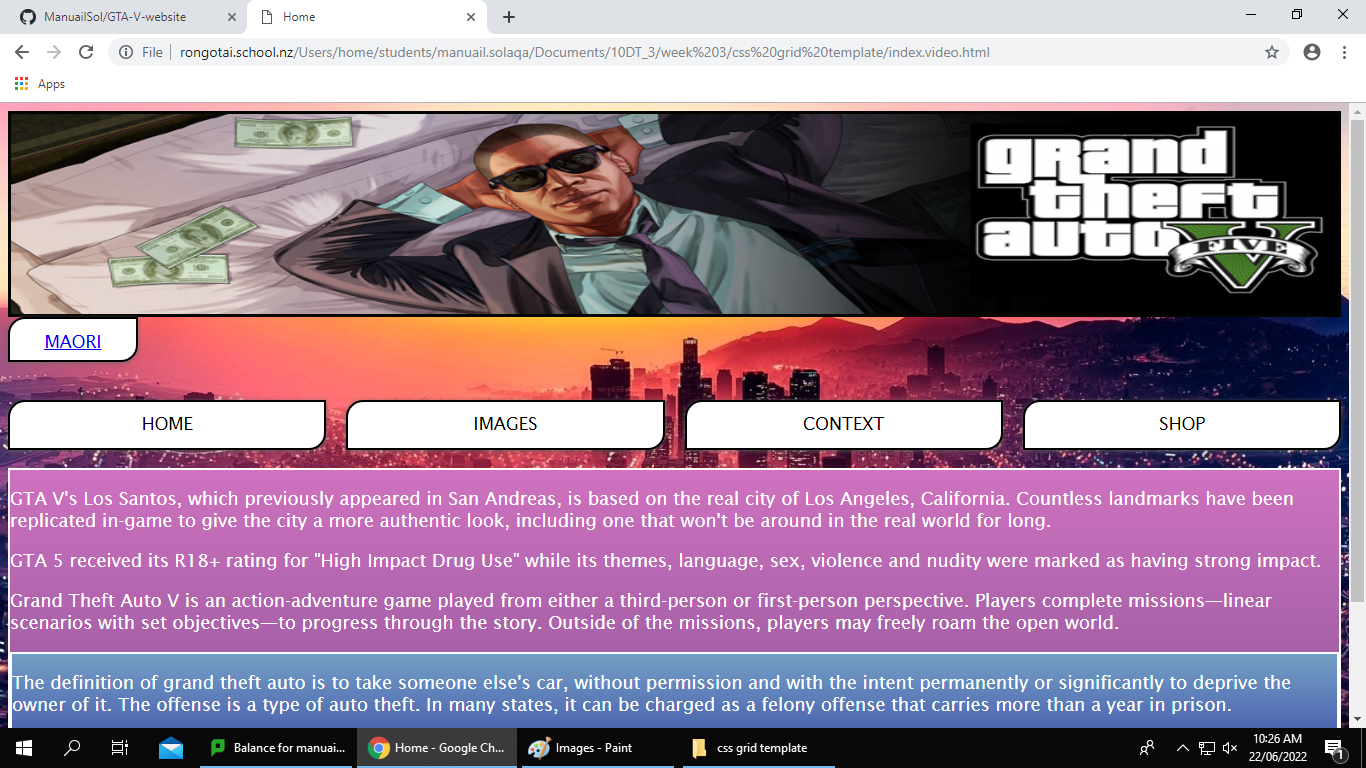 ManuailSol/GTA-V-website
Home
File
rongotai.school.nz/Users/home/students/manuail.solaqa/Documents/10DT_3/week%203/css%20grid%20template/index.video.html
Apps
grand
theft
auto
FIVE
MAORI
HOME
IMAGES
CONTEXT
SHOP
GTA V's Los Santos, which previously appeared in San Andreas, is based on the real city of Los Angeles, California. Countless landmarks have been
replicated in-game to give the city a more authentic look, including one that won't be around in the real world for long.
GTA 5 received its R18+ rating for "High Impact Drug Use" while its themes, language, sex, violence and nudity were marked as having strong impact.
Grand Theft Auto V is an action-adventure game played from either a third-person or first-person perspective. Players complete missions—linear
scenarios with set objectives—to progress through the story. Outside of the missions, players may freely roam the open world.
The definition of grand theft auto is to take someone else's car, without permission and with the intent permanently or significantly to deprive the
owner of it. The offense is a type of auto theft. In many states, it can be charged as a felony offense that carries more than a year in prison.
Balance for manuai...
Home - Google Ch...
Images - Paint
css grid template
10:26 AM
22/06/2022
1